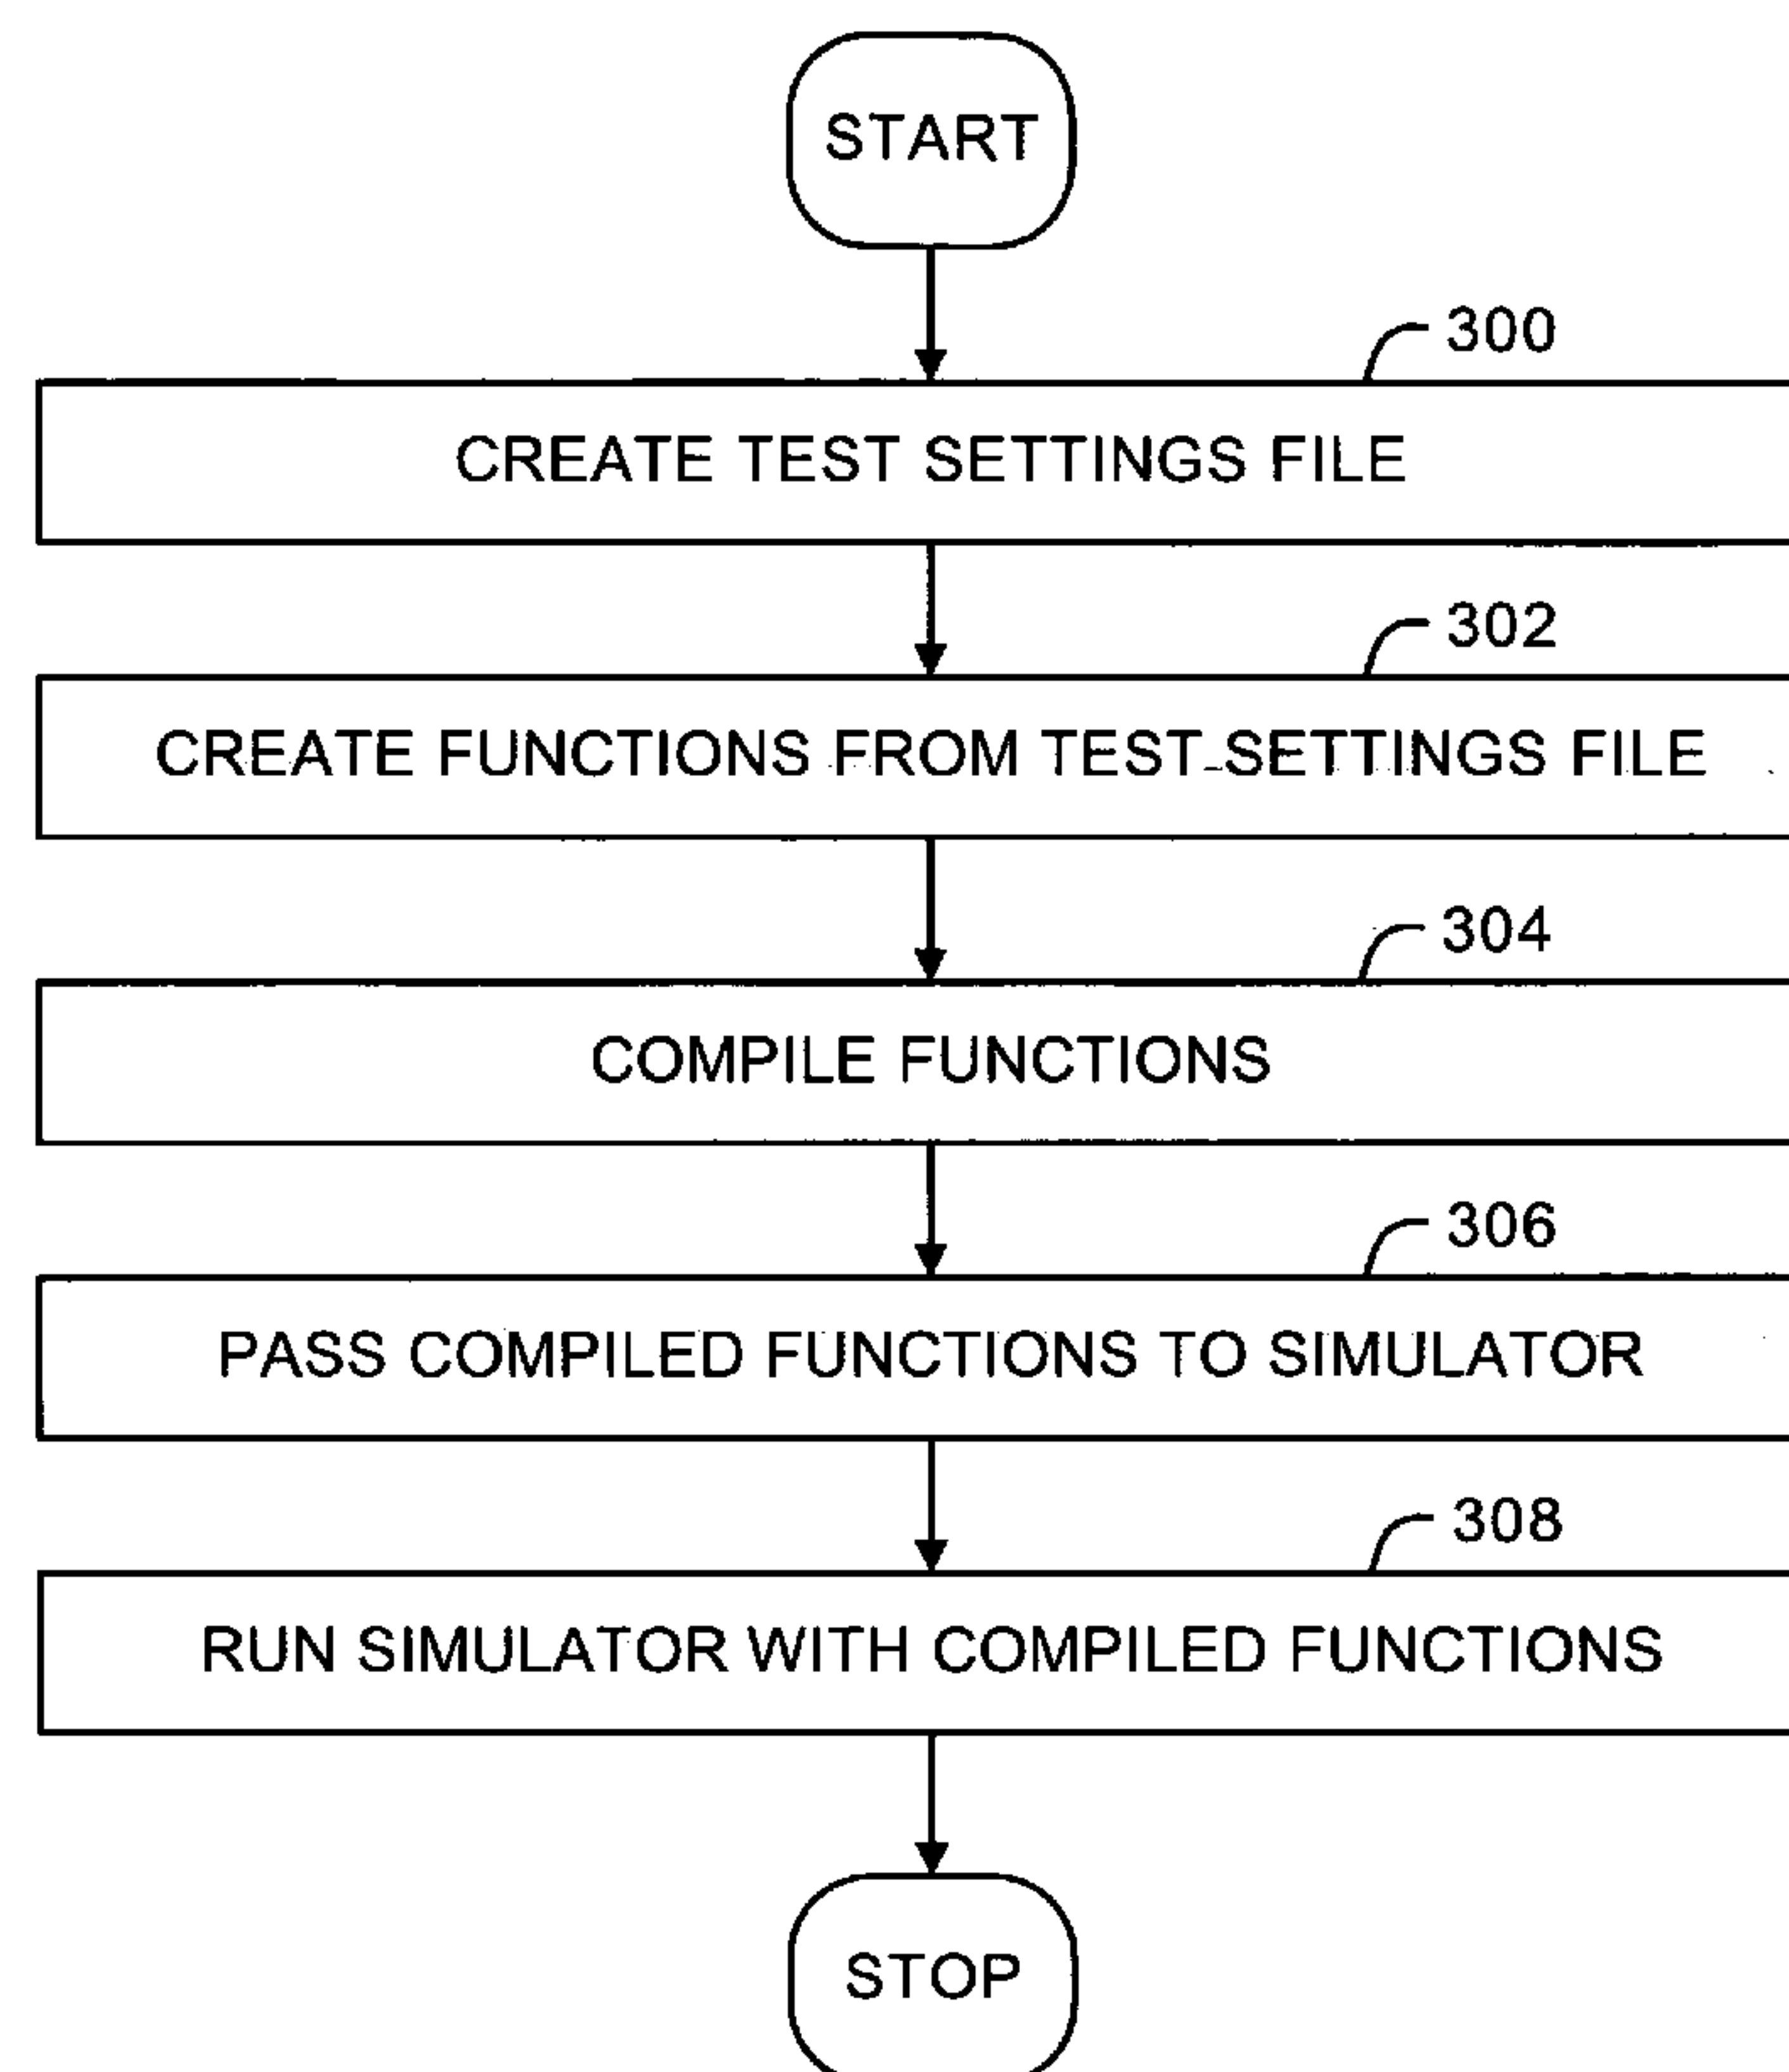 START
300
CREATE TEST SETTINGS FILE
302
CREATE FUNCTIONS FROM TEST SETTINGS FILE
304
COMPILE FUNCTIONS
306
PASS COMPILED FUNCTIONS TO SIMULATOR
308
RUN SIMULATOR WITH COMPILED FUNCTIONS
STOP